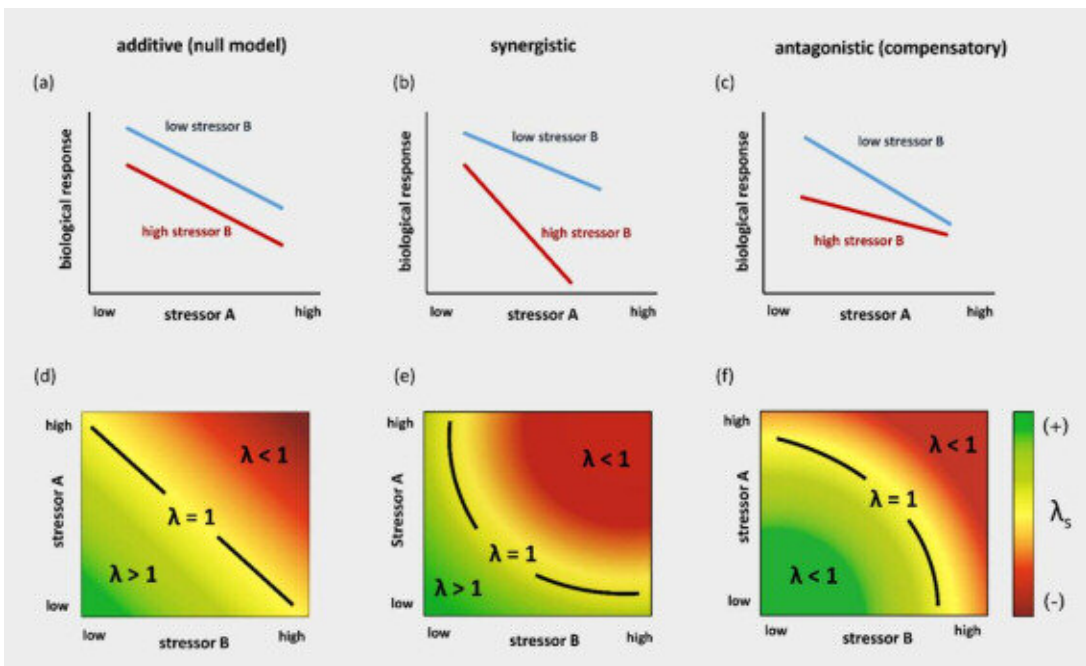 additive (null model)
synergistic
antagonistic (compensatory)
(a)
(b)
(c)
biological response
low stressor B
high stressor B
low
stressor A
high
biological response
low stressor B
high stressor B
low
stressor A
high
biological response
low stressor B
high stressor B
low
stressor A
high
(d)
(e)
(f)
high
stressor A
low
λ < 1
λ = 1
λ > 1
low
stressor B
high
high
Stressor A
low
λ < 1
λ = 1
λ > 1
low
stressor B
high
high
stressor A
low
λ < 1
λ = 1
λ < 1
low
stressor B
high
(+)
λs
(-)